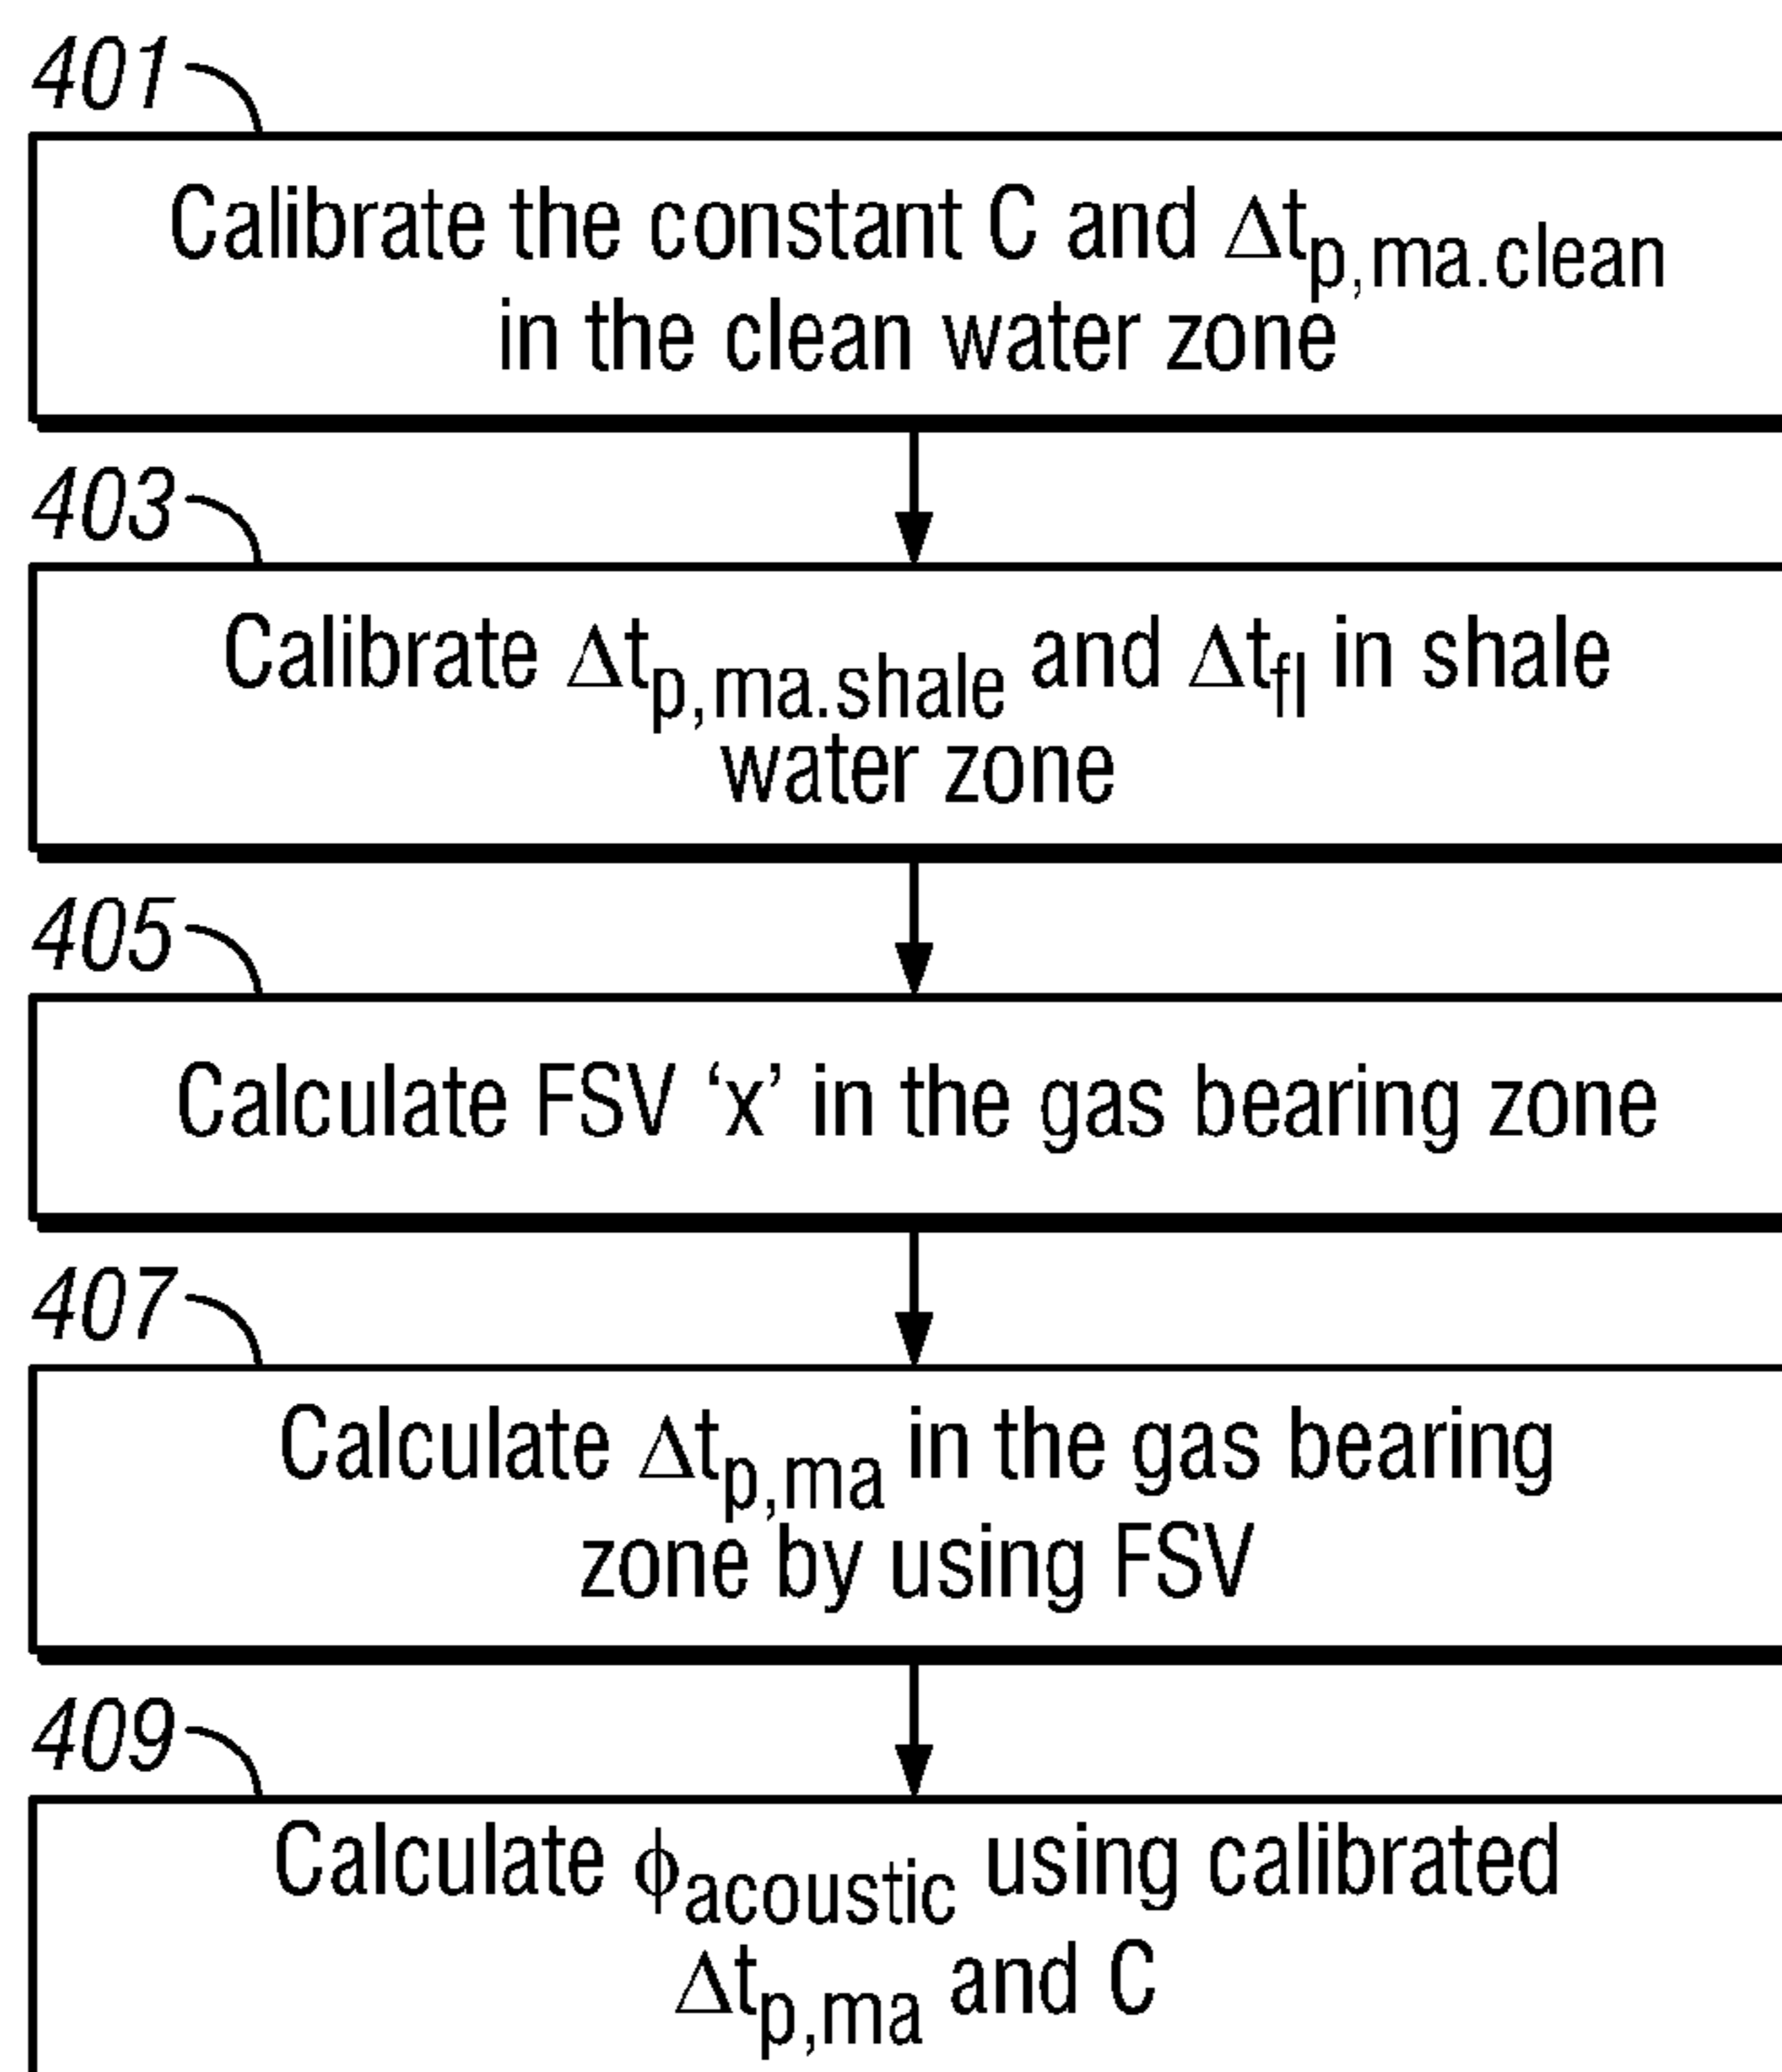 401
Calibrate the constant C and Δtp,ma.clean
in the clean water zone
403
Calibrate Δtp,ma.shale and Δtfl in shale
water zone
405
Calculate FSV ‘x’ in the gas bearing zone
407
Calculate Δtp,ma in the gas bearing
zone by using FSV
409
Calculate ϕacoustic using calibrated
Δtp,ma and C